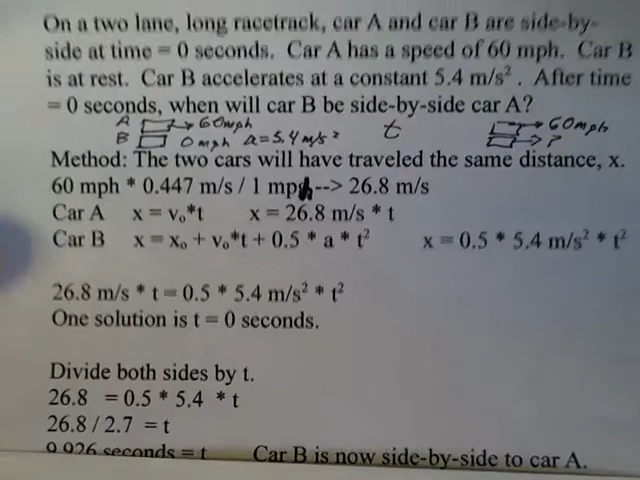 On a two lane, long racetrack, car A and car B are side-by-
side at time = 0 seconds. Car A has a speed of 60 mph. Car B
is at rest. Car B accelerates at a constant 5.4 m/s². After time
= 0 seconds, when will car B be side-by-side car A?
A 60mph
B 0 mph a=5.4 m/s² t 60mph
?
Method: The two cars will have traveled the same distance, x.
60 mph * 0.447 m/s / 1 mph --> 26.8 m/s
Car A x = v₀*t x = 26.8 m/s * t
Car B x = x₀ + v₀*t + 0.5 * a * t² x = 0.5 * 5.4 m/s² * t²
26.8 m/s * t = 0.5 * 5.4 m/s² * t²
One solution is t = 0 seconds.
Divide both sides by t.
26.8 = 0.5 * 5.4 * t
26.8 / 2.7 = t
9.926 seconds = t Car B is now side-by-side to car A.